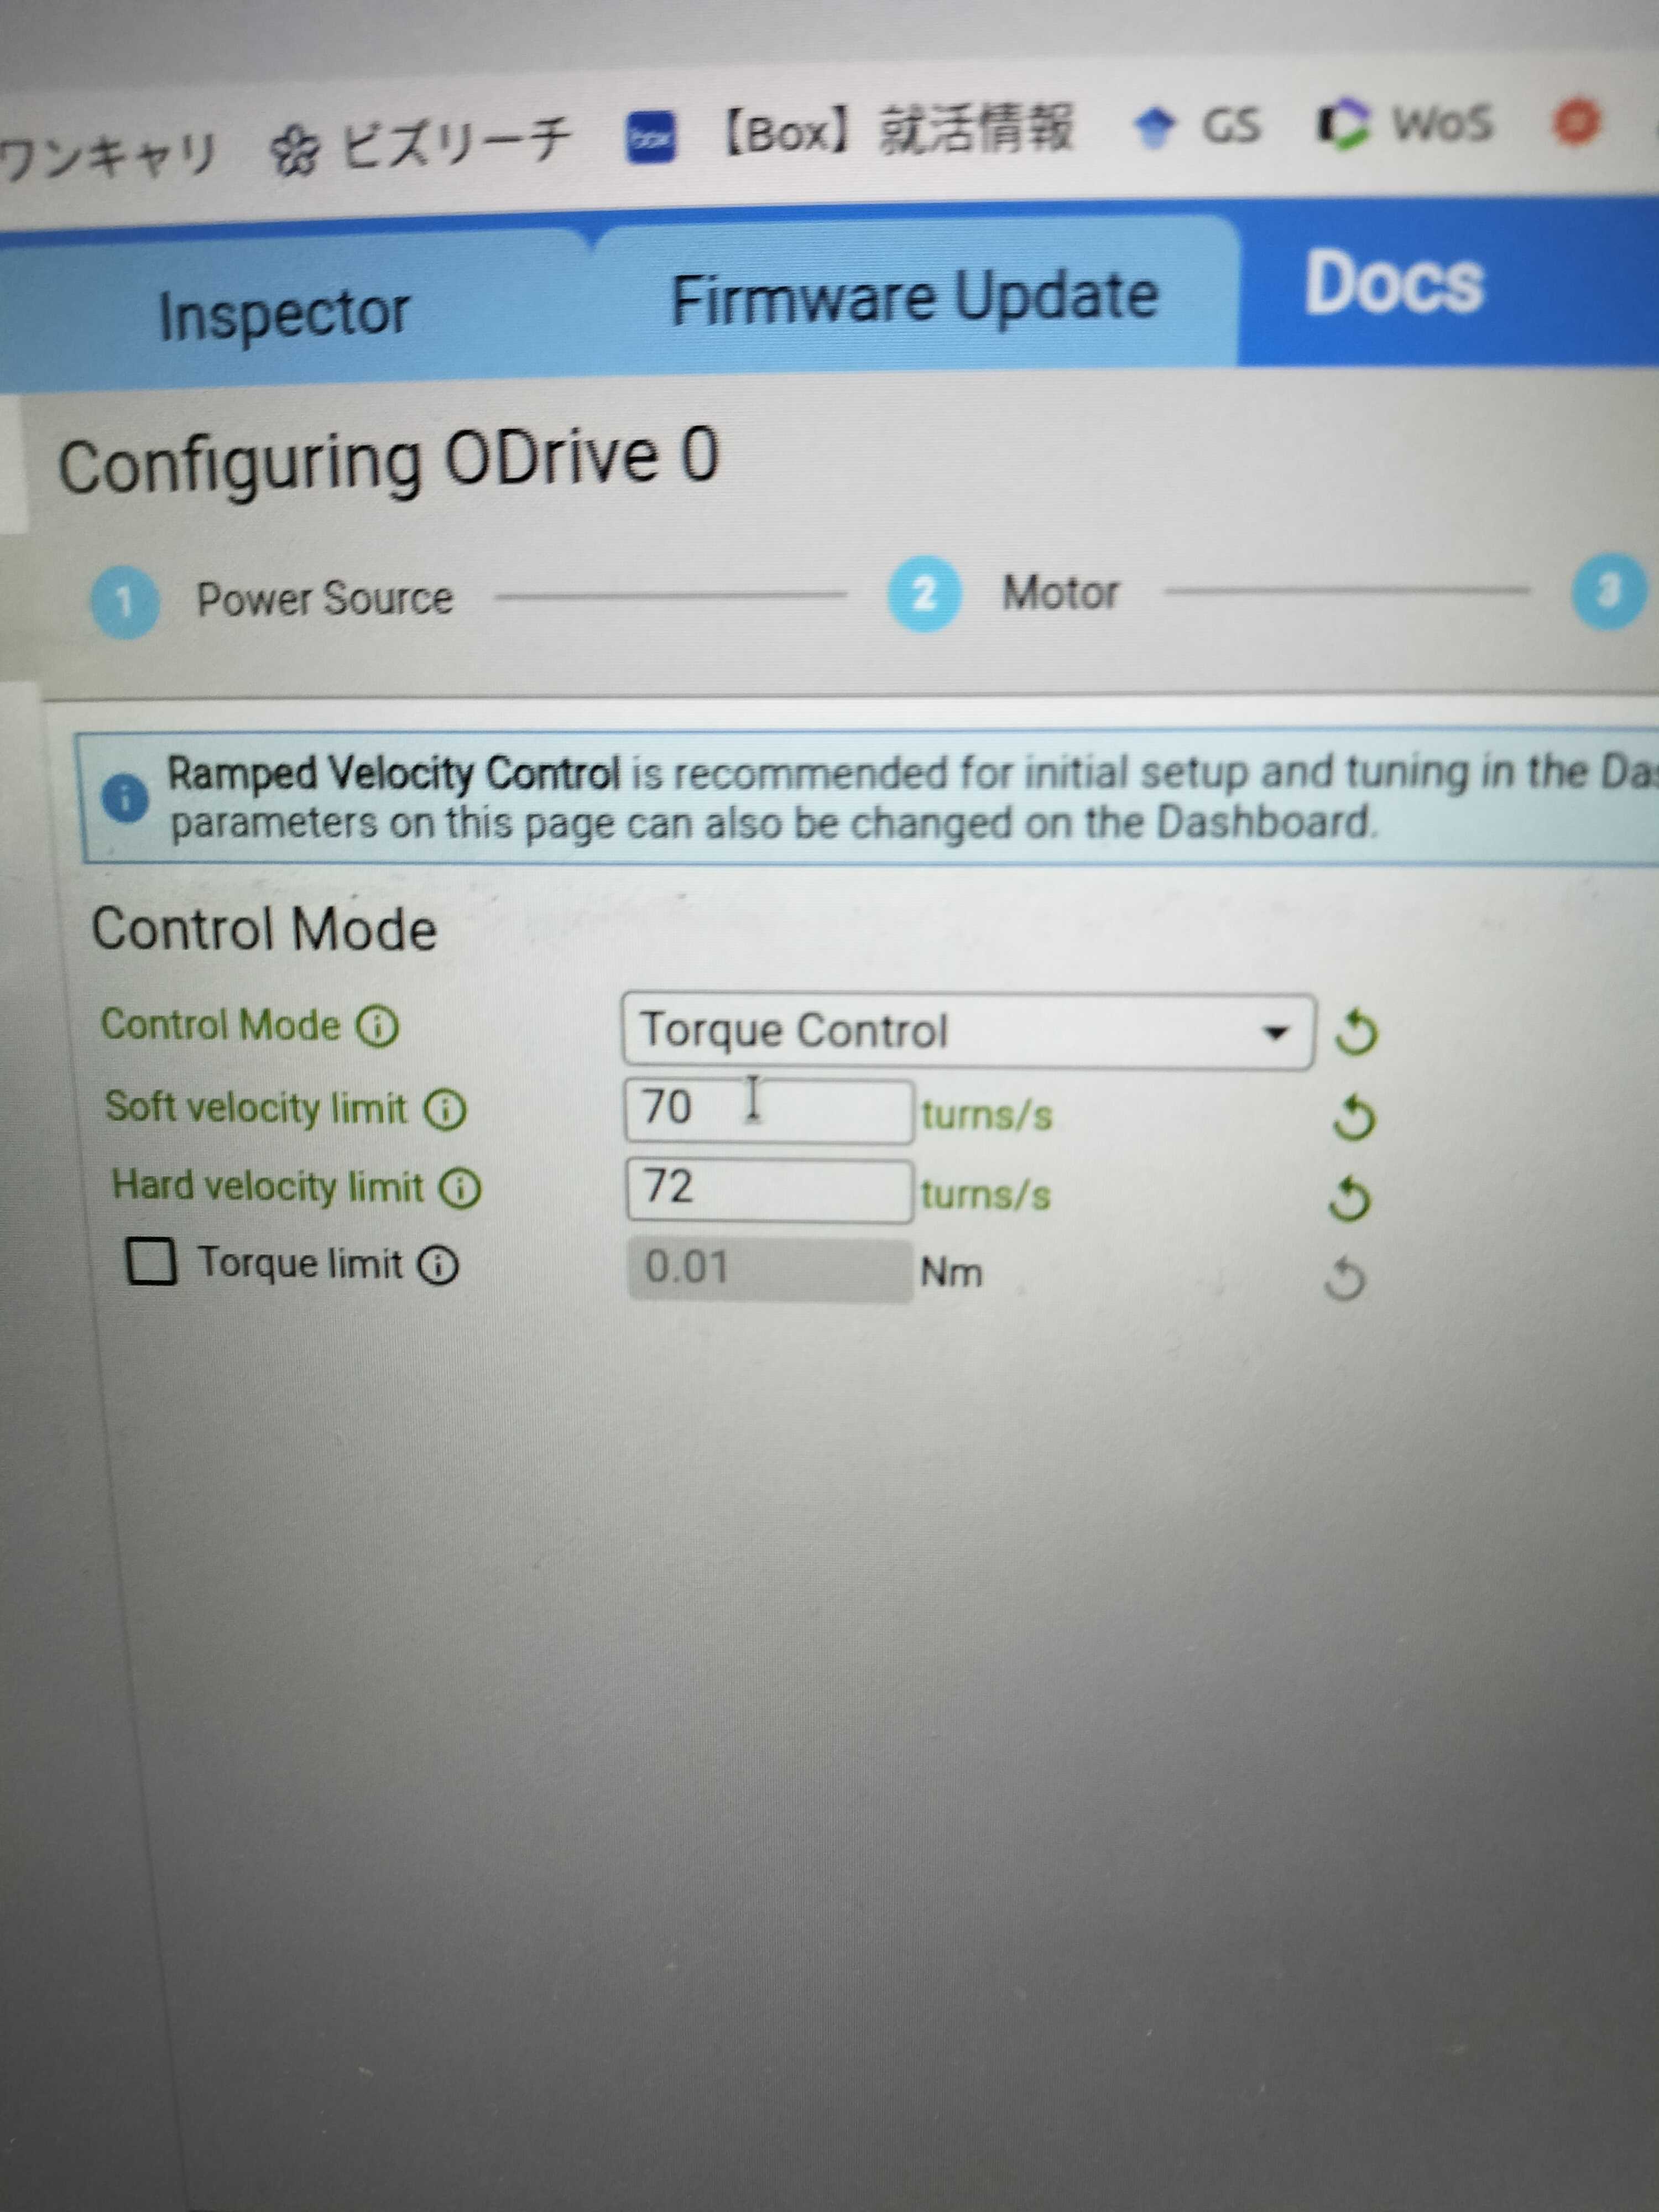 ワンキャリ ビズリーチ box 【Box】就活情報 GS WoS
Inspector Firmware Update Docs
Configuring ODrive 0
1 Power Source 2 Motor 3
Ramped Velocity Control is recommended for initial setup and tuning in the Das
parameters on this page can also be changed on the Dashboard.
Control Mode
Control Mode Torque Control
Soft velocity limit 70 turns/s
Hard velocity limit 72 turns/s
Torque limit 0.01 Nm